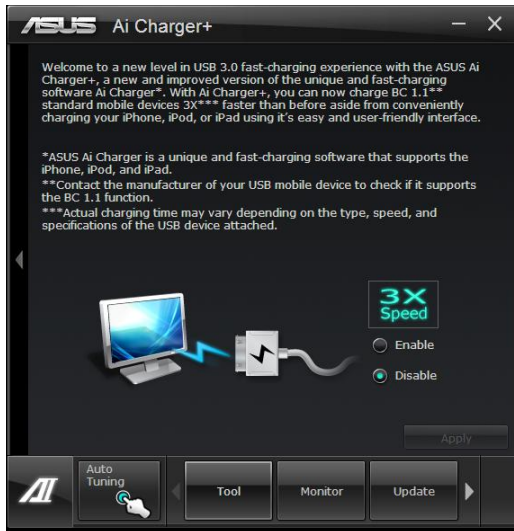 ASUS Ai Charger+
Welcome to a new level in USB 3.0 fast-charging experience with the ASUS Ai
Charger+, a new and improved version of the unique and fast-charging
software Ai Charger*. With Ai Charger+, you can now charge BC 1.1**
standard mobile devices 3X*** faster than before aside from conveniently
charging your iPhone, iPod, or iPad using it's easy and user-friendly interface.
*ASUS Ai Charger is a unique and fast-charging software that supports the
iPhone, iPod, and iPad.
**Contact the manufacturer of your USB mobile device to check if it supports
the BC 1.1 function.
***Actual charging time may vary depending on the type, speed, and
specifications of the USB device attached.
3X
Speed
Enable
Disable
Apply
AI
Auto
Tuning
Tool
Monitor
Update